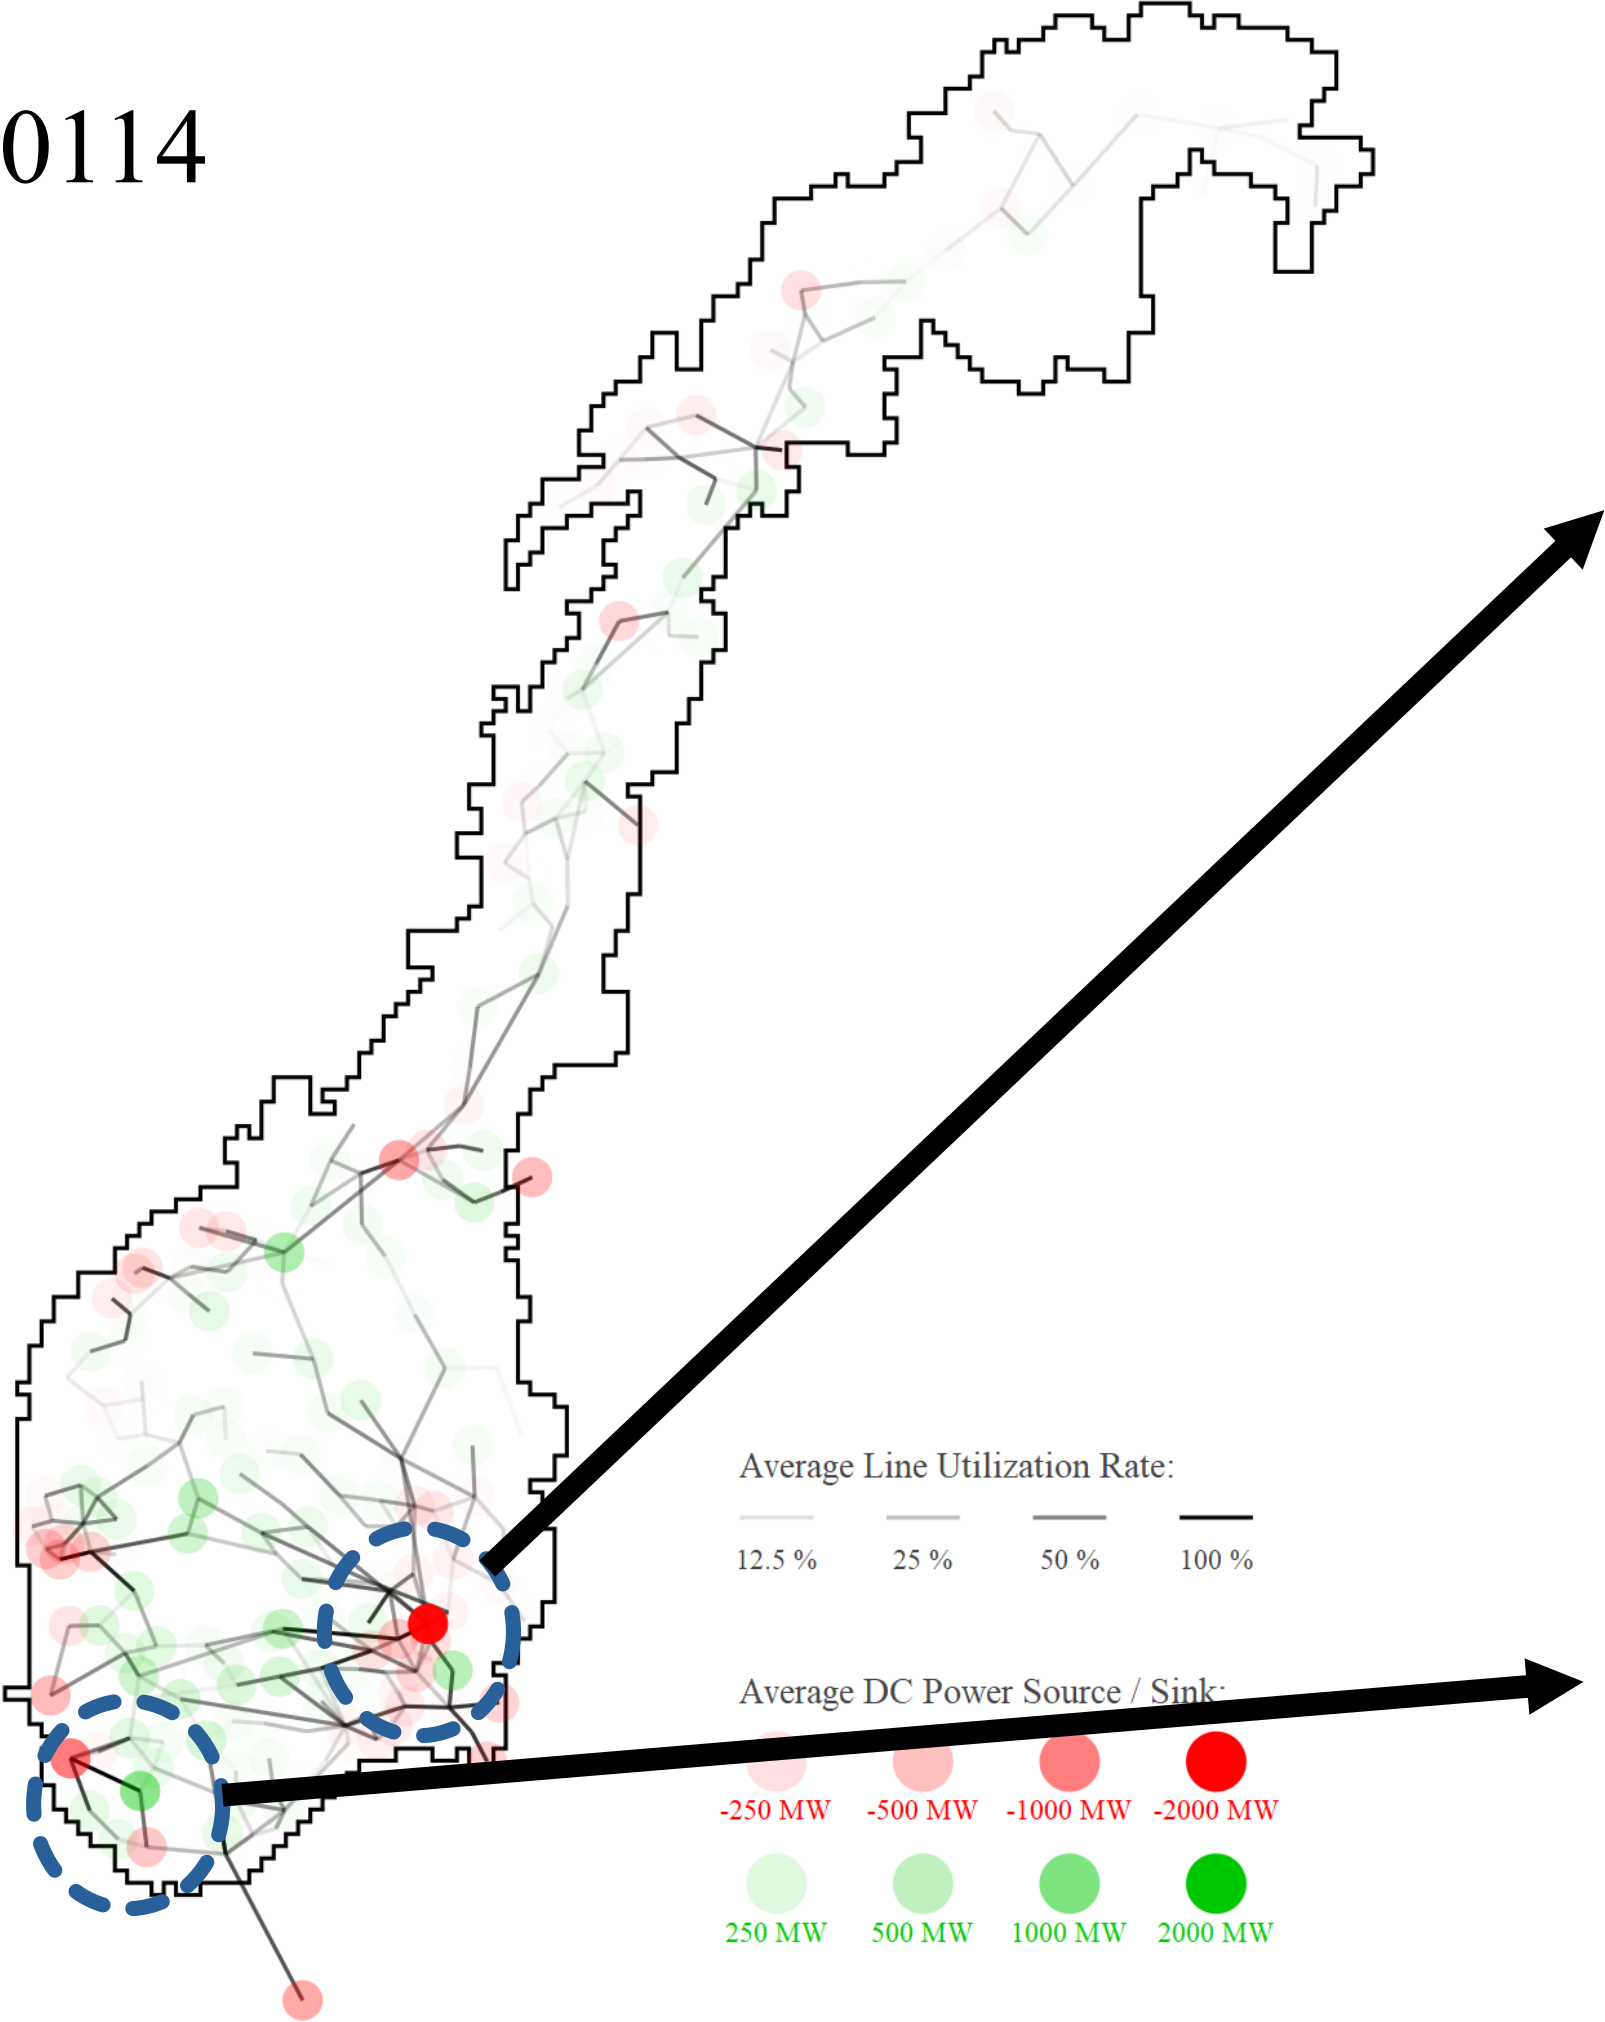 0114
Average Line Utilization Rate:
12.5 % 25 % 50 % 100 %
Average DC Power Source / Sink:
-250 MW -500 MW -1000 MW -2000 MW
250 MW 500 MW 1000 MW 2000 MW